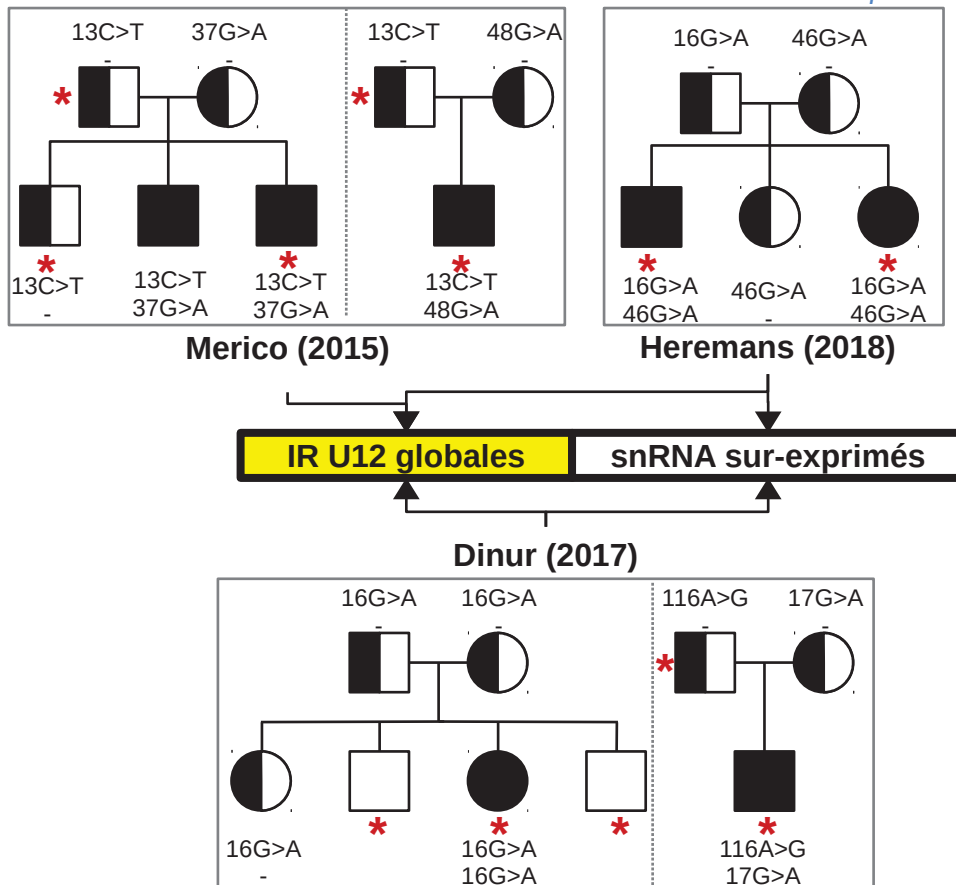 13C>T 37G>A 13C>T 48G>A
- - - -
*
*
* * *
13C>T 13C>T 13C>T 13C>T
- 37G>A 37G>A 48G>A
Merico (2015)
16G>A 46G>A
- -
* *
16G>A 46G>A 16G>A
46G>A - 46G>A
Heremans (2018)
IR U12 globales snRNA sur-exprimés
Dinur (2017)
16G>A 16G>A 116A>G 17G>A
- - - -
*
* * * *
16G>A 16G>A 116A>G
- 16G>A 17G>A